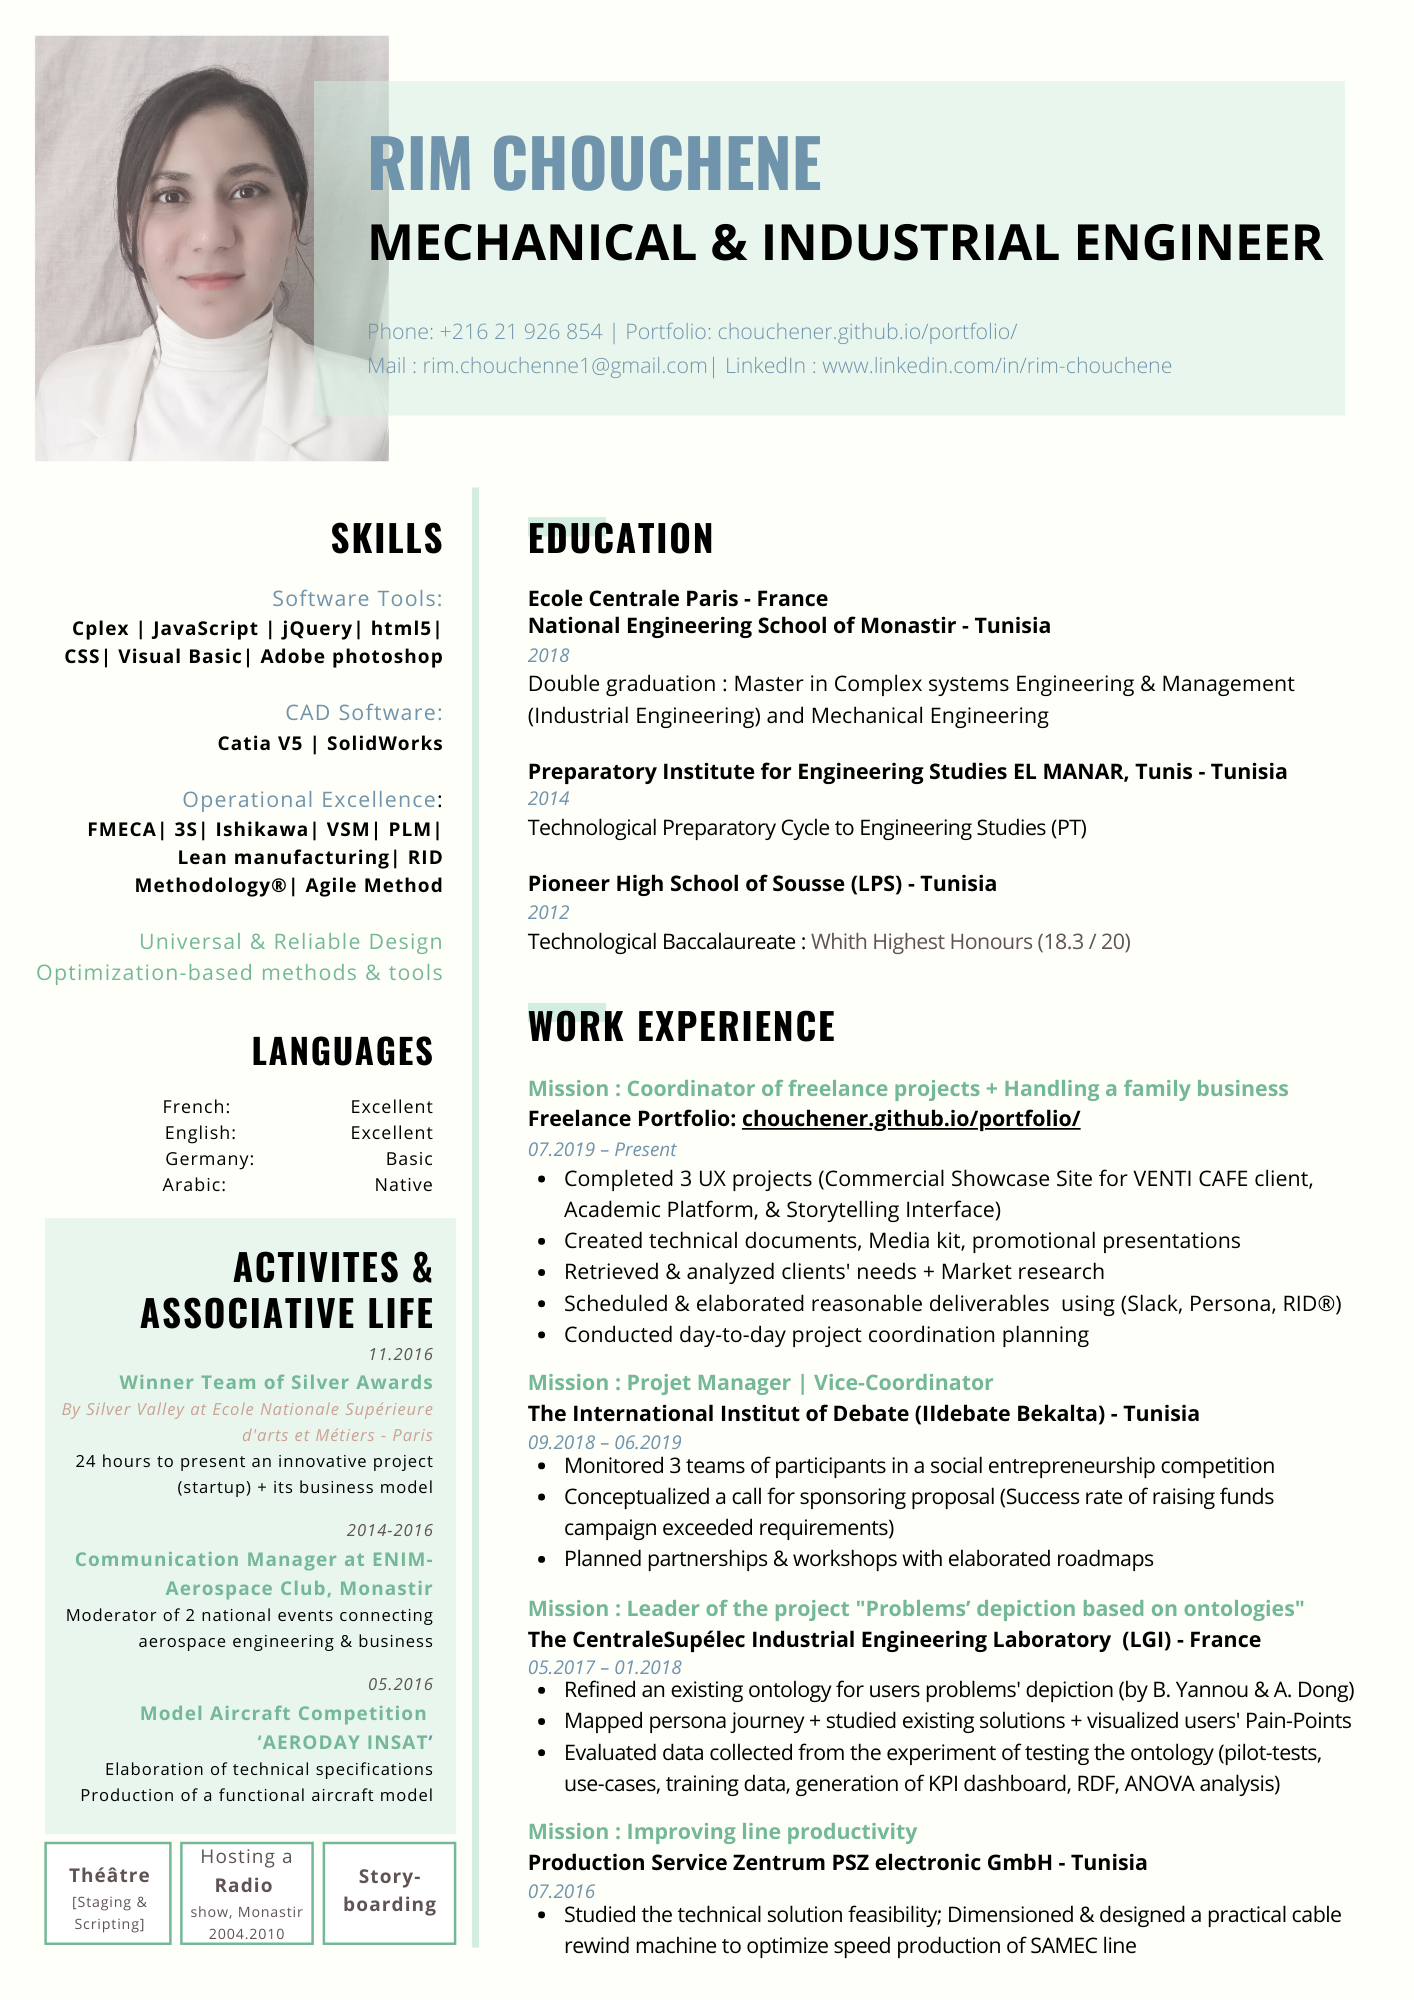 RIM CHOUCHENE
MECHANICAL & INDUSTRIAL ENGINEER
Phone: +216 21 926 854 | Portfolio: chouchener.github.io/portfolio/
Mail : rim.chouchenne1@gmail.com| LinkedIn : www.linkedin.com/in/rim-chouchene
SKILLS
Software Tools:
Cplex | JavaScript | jQuery| html5|
CSS| Visual Basic| Adobe photoshop
CAD Software:
Catia V5 | SolidWorks
Operational Excellence:
FMECA| 3S| Ishikawa| VSM| PLM|
Lean manufacturing| RID
Methodology®| Agile Method
Universal & Reliable Design
Optimization-based methods & tools
LANGUAGES
French: Excellent
English: Excellent
Germany: Basic
Arabic: Native
ACTIVITES &
ASSOCIATIVE LIFE
11.2016
Winner Team of Silver Awards
By Silver Valley at Ecole Nationale Supérieure
d'arts et Métiers - Paris
24 hours to present an innovative project
(startup) + its business model
2014-2016
Communication Manager at ENIM-
Aerospace Club, Monastir
Moderator of 2 national events connecting
aerospace engineering & business
05.2016
Model Aircraft Competition
‘AERODAY INSAT’
Elaboration of technical specifications
Production of a functional aircraft model
Théâtre
[Staging &
Scripting]
Hosting a
Radio
show, Monastir
2004.2010
Story-
boarding
EDUCATION
Ecole Centrale Paris - France
National Engineering School of Monastir - Tunisia
2018
Double graduation : Master in Complex systems Engineering & Management
(Industrial Engineering) and Mechanical Engineering
Preparatory Institute for Engineering Studies EL MANAR, Tunis - Tunisia
2014
Technological Preparatory Cycle to Engineering Studies (PT)
Pioneer High School of Sousse (LPS) - Tunisia
2012
Technological Baccalaureate : Whith Highest Honours (18.3 / 20)
WORK EXPERIENCE
Mission : Coordinator of freelance projects + Handling a family business
Freelance Portfolio: chouchener.github.io/portfolio/
07.2019 – Present
• Completed 3 UX projects (Commercial Showcase Site for VENTI CAFE client,
Academic Platform, & Storytelling Interface)
• Created technical documents, Media kit, promotional presentations
• Retrieved & analyzed clients' needs + Market research
• Scheduled & elaborated reasonable deliverables  using (Slack, Persona, RID®)
• Conducted day-to-day project coordination planning
Mission : Projet Manager | Vice-Coordinator
The International Institut of Debate (IIdebate Bekalta) - Tunisia
09.2018 – 06.2019
• Monitored 3 teams of participants in a social entrepreneurship competition
• Conceptualized a call for sponsoring proposal (Success rate of raising funds
campaign exceeded requirements)
• Planned partnerships & workshops with elaborated roadmaps
Mission : Leader of the project "Problems’ depiction based on ontologies"
The CentraleSupélec Industrial Engineering Laboratory  (LGI) - France
05.2017 – 01.2018
• Refined an existing ontology for users problems' depiction (by B. Yannou & A. Dong)
• Mapped persona journey + studied existing solutions + visualized users' Pain-Points
• Evaluated data collected from the experiment of testing the ontology (pilot-tests,
use-cases, training data, generation of KPI dashboard, RDF, ANOVA analysis)
Mission : Improving line productivity
Production Service Zentrum PSZ electronic GmbH - Tunisia
07.2016
• Studied the technical solution feasibility; Dimensioned & designed a practical cable
rewind machine to optimize speed production of SAMEC line